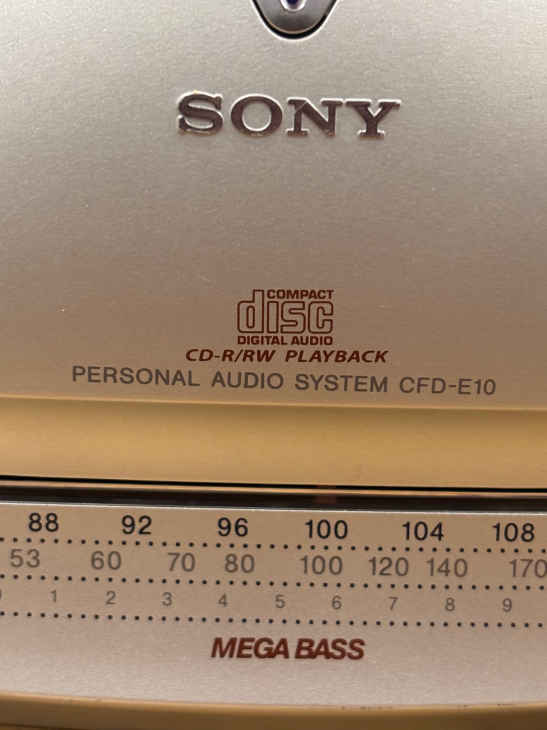 SONY
COMPACT
disc
DIGITAL AUDIO
CD-R/RW PLAYBACK
PERSONAL AUDIO SYSTEM CFD-E10
88 92 96 100 104 108
53 60 70 80 100 120 140 170
0 1 2 3 4 5 6 7 8 9
MEGA BASS